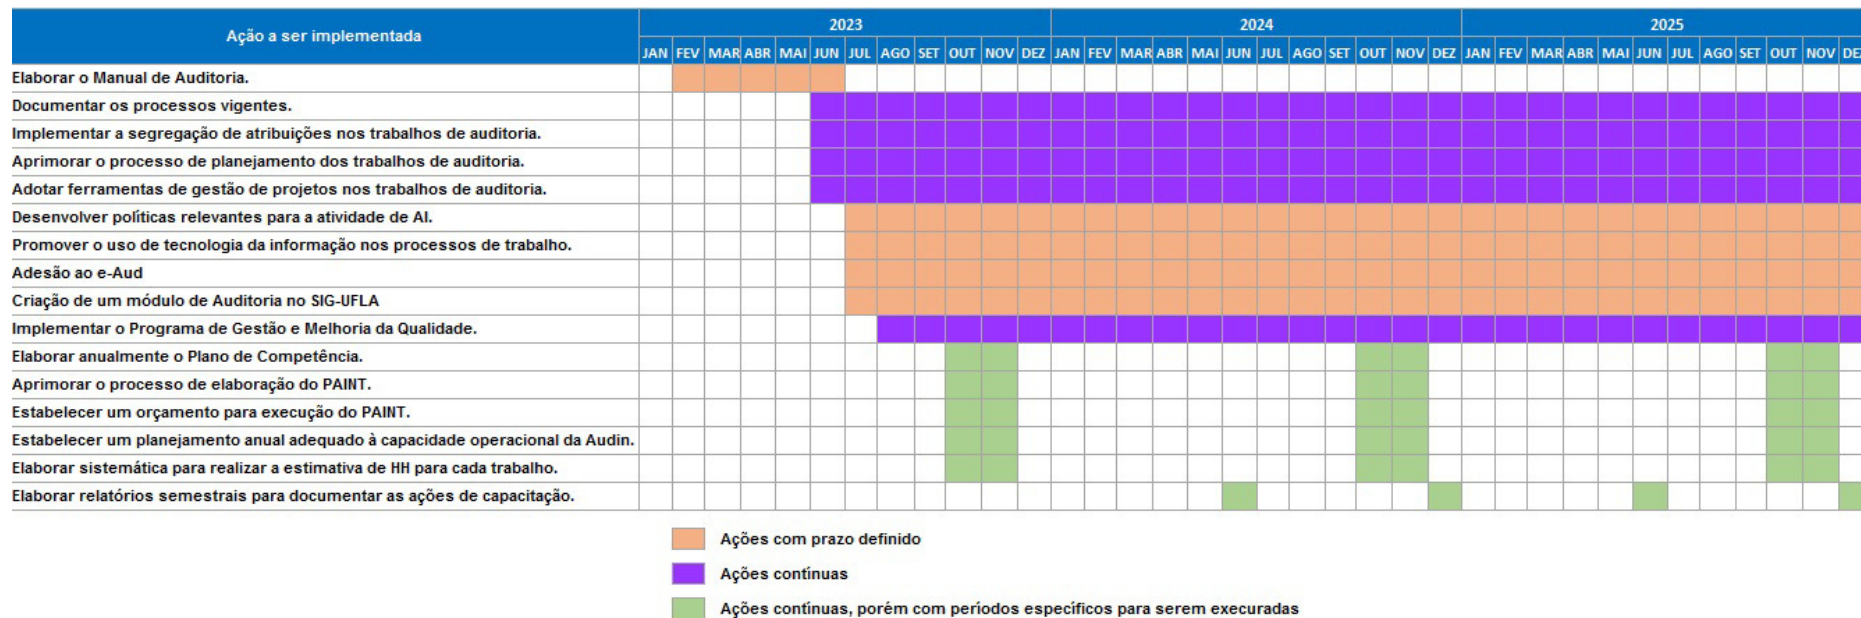 Ação a ser implementada
2023 2024 2025
JAN FEV MAR ABR MAI JUN JUL AGO SET OUT NOV DEZ JAN FEV MAR ABR MAI JUN JUL AGO SET OUT NOV DEZ JAN FEV MAR ABR MAI JUN JUL AGO SET OUT NOV DEZ
Elaborar o Manual de Auditoria.
Documentar os processos vigentes.
Implementar a segregação de atribuições nos trabalhos de auditoria.
Aprimorar o processo de planejamento dos trabalhos de auditoria.
Adotar ferramentas de gestão de projetos nos trabalhos de auditoria.
Desenvolver políticas relevantes para a atividade de AI.
Promover o uso de tecnologia da informação nos processos de trabalho.
Adesão ao e-Aud
Criação de um módulo de Auditoria no SIG-UFLA
Implementar o Programa de Gestão e Melhoria da Qualidade.
Elaborar anualmente o Plano de Competência.
Aprimorar o processo de elaboração do PAINT.
Estabelecer um orçamento para execução do PAINT.
Estabelecer um planejamento anual adequado à capacidade operacional da Audin.
Elaborar sistemática para realizar a estimativa de HH para cada trabalho.
Elaborar relatórios semestrais para documentar as ações de capacitação.
Ações com prazo definido
Ações contínuas
Ações contínuas, porém com períodos específicos para serem execuradas